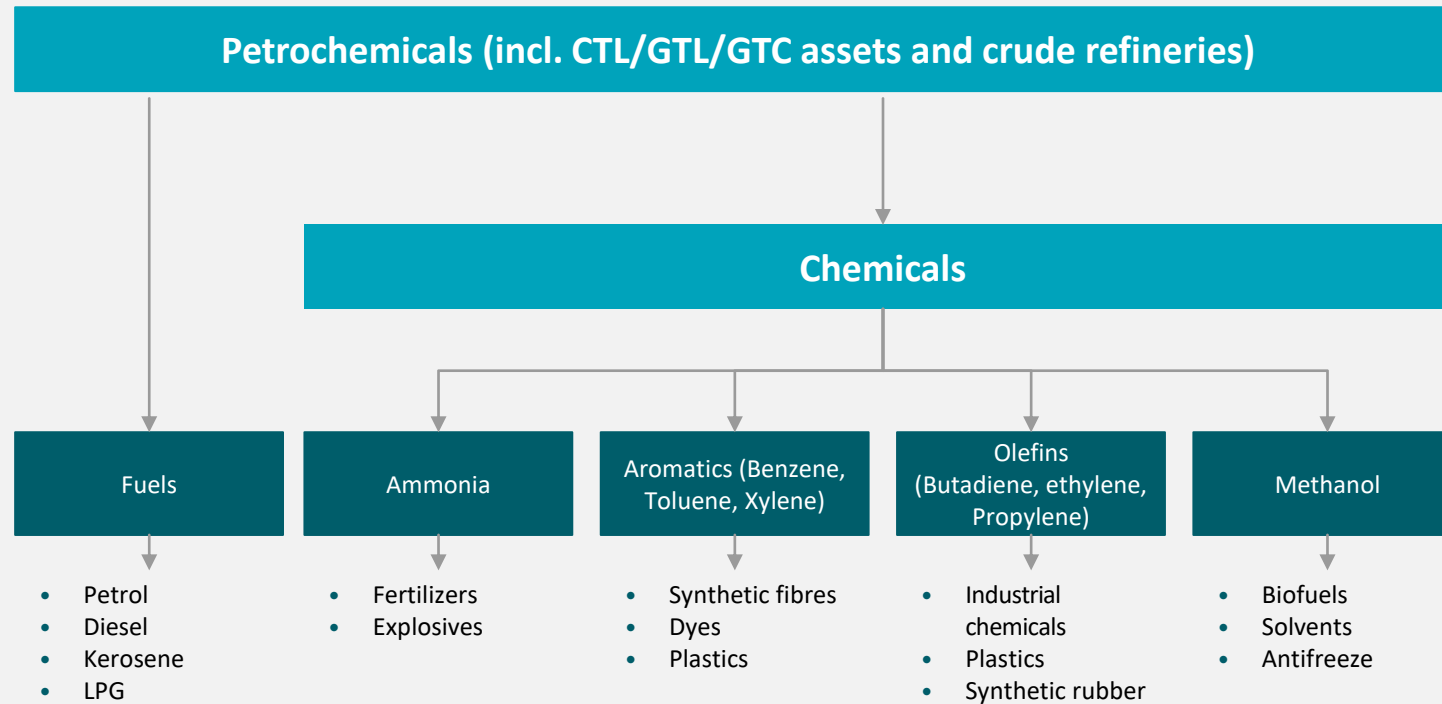 Petrochemicals (incl. CTL/GTL/GTC assets and crude refineries)
Chemicals
Fuels
Ammonia
Aromatics (Benzene,
Toluene, Xylene)
Olefins
(Butadiene, ethylene,
Propylene)
Methanol
• Petrol
• Diesel
• Kerosene
• LPG
• Fertilizers
• Explosives
• Synthetic fibres
• Dyes
• Plastics
• Industrial
chemicals
• Plastics
• Synthetic rubber
• Biofuels
• Solvents
• Antifreeze